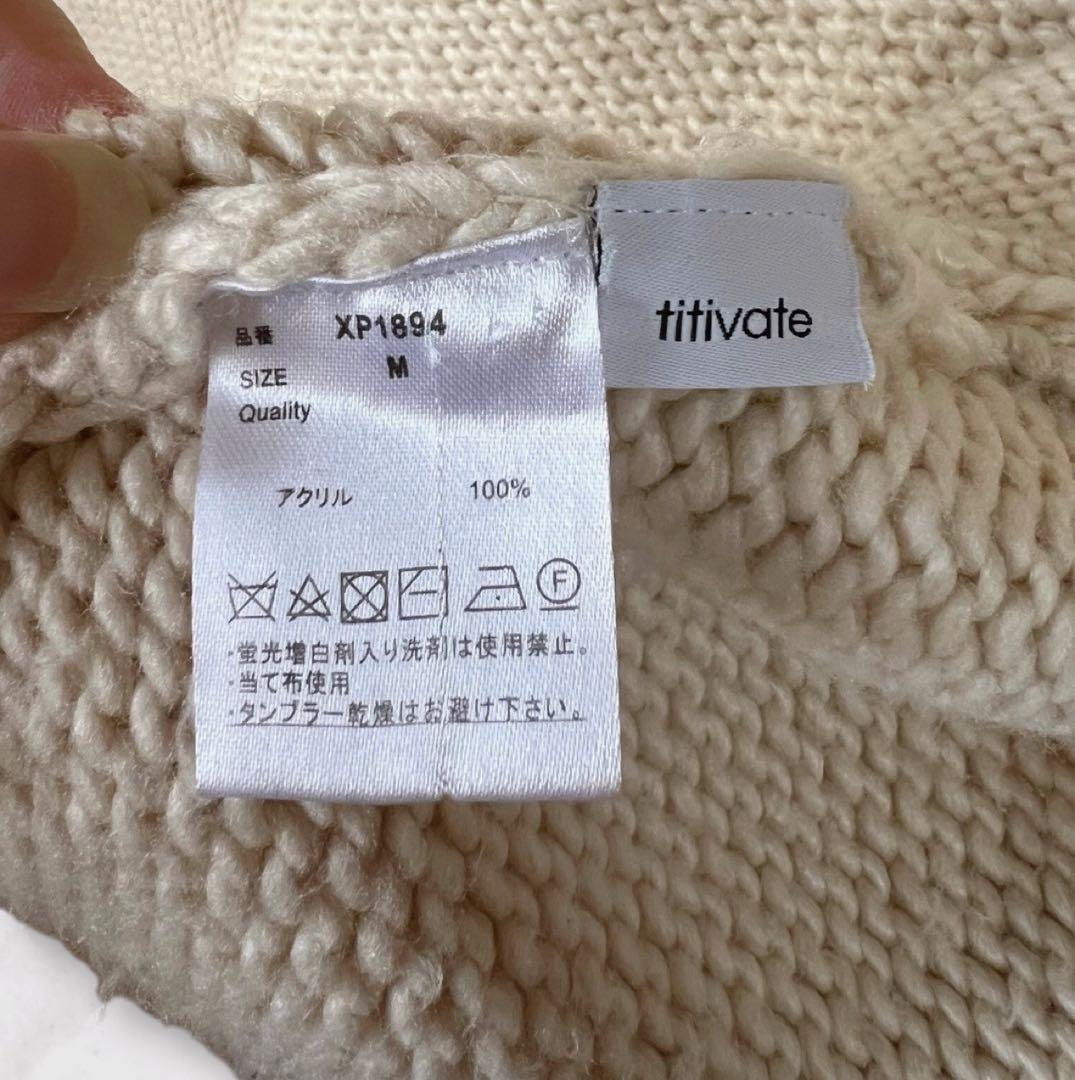 品番 XP1894
SIZE M
Quality
アクリル 100%
F
・蛍光増白剤入り洗剤は使用禁止。
・当て布使用
・タンブラー乾燥はお避け下さい。
titivate